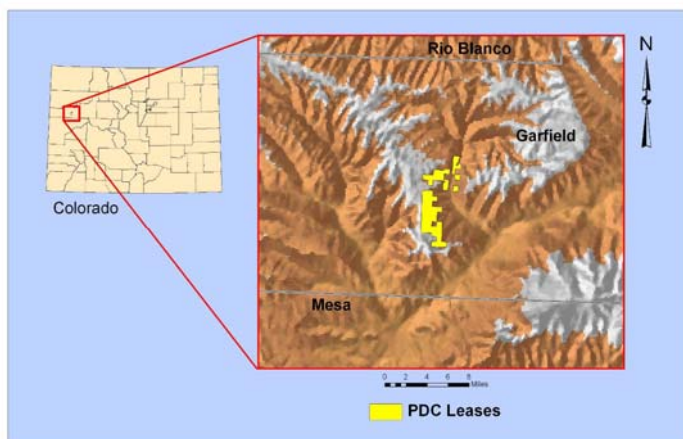 Rio Blanco
N
Garfield
Colorado
Mesa
0 2 4 6 8
Miles
PDC Leases